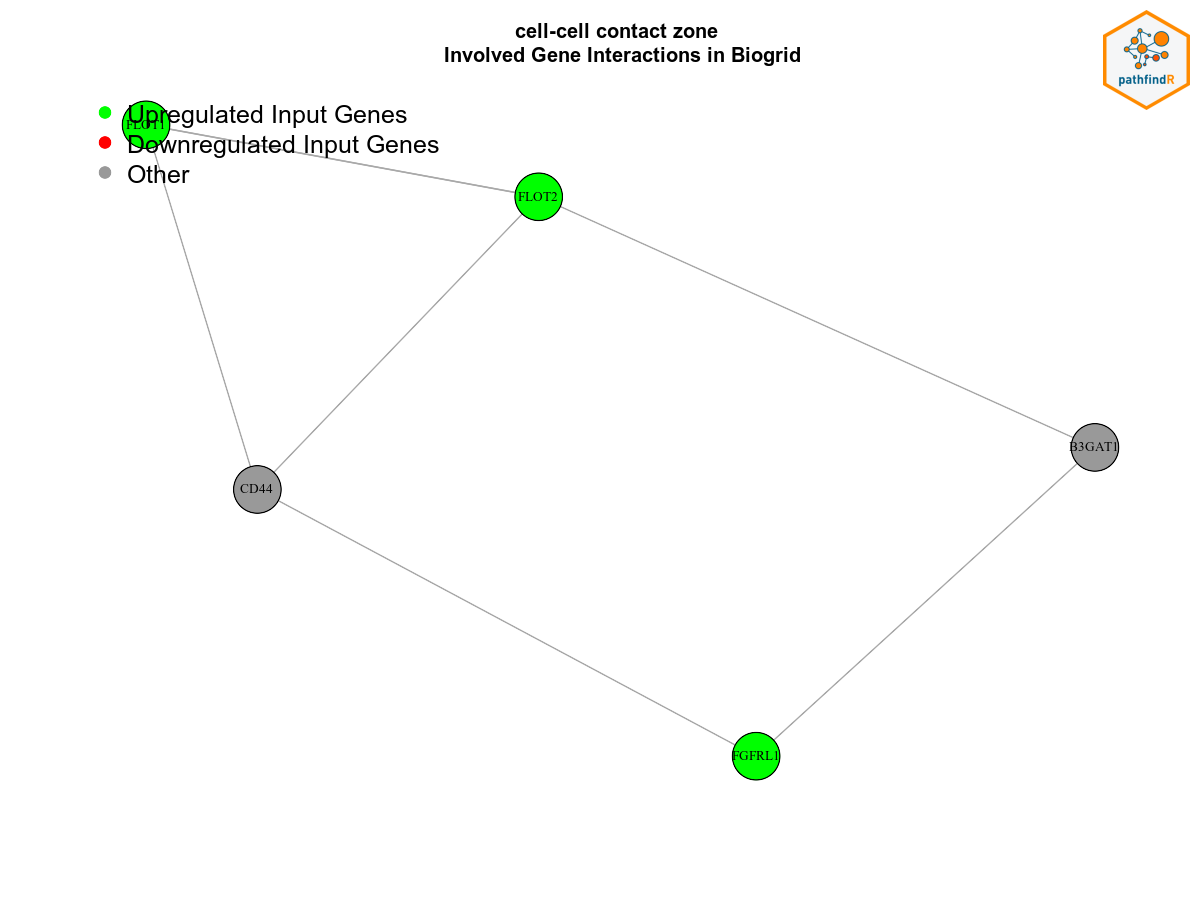 cell-cell contact zone
Involved Gene Interactions in Biogrid
pathfindR
Upregulated Input Genes
FLOT1
Downregulated Input Genes
Other
FLOT2
B3GAT1
CD44
FGFRL1